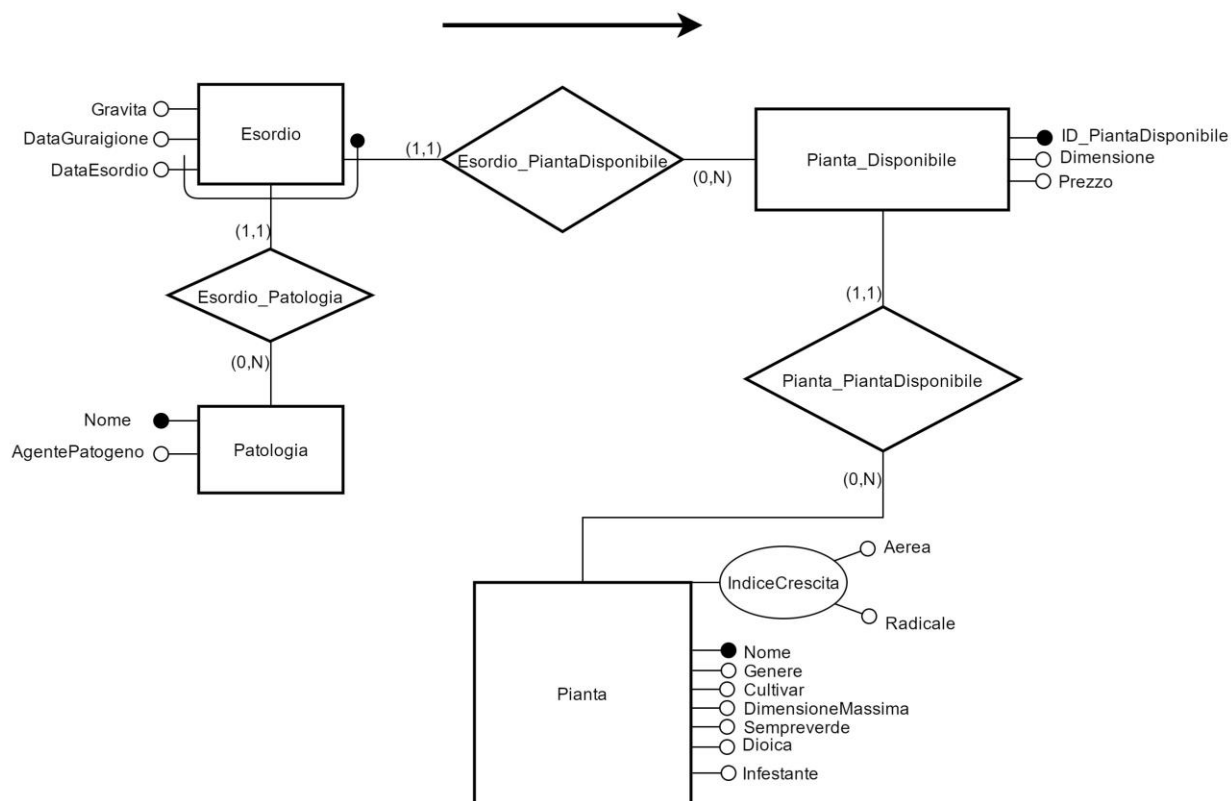 Gravita
DataGuraigione
DataEsordio
Esordio
(1,1)
Esordio_PiantaDisponibile
(0,N)
Pianta_Disponibile
ID_PiantaDisponibile
Dimensione
Prezzo
(1,1)
Esordio_Patologia
(0,N)
Nome
AgentePatogeno
Patologia
(1,1)
Pianta_PiantaDisponibile
(0,N)
Pianta
IndiceCrescita
Aerea
Radicale
Nome
Genere
Cultivar
DimensioneMassima
Sempreverde
Dioica
Infestante